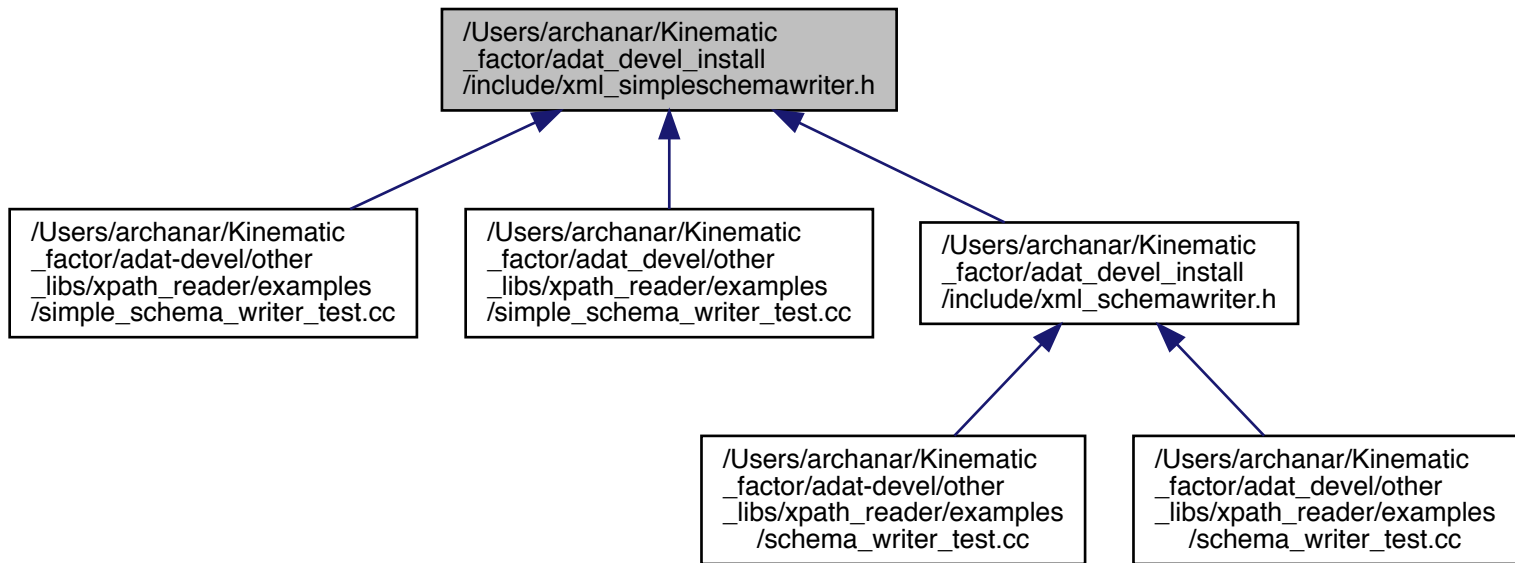 /Users/archanar/Kinematic
_factor/adat_devel_install
/include/xml_simpleschemawriter.h
/Users/archanar/Kinematic
_factor/adat-devel/other
_libs/xpath_reader/examples
/simple_schema_writer_test.cc
/Users/archanar/Kinematic
_factor/adat_devel/other
_libs/xpath_reader/examples
/simple_schema_writer_test.cc
/Users/archanar/Kinematic
_factor/adat_devel_install
/include/xml_schemawriter.h
/Users/archanar/Kinematic
_factor/adat-devel/other
_libs/xpath_reader/examples
/schema_writer_test.cc
/Users/archanar/Kinematic
_factor/adat_devel/other
_libs/xpath_reader/examples
/schema_writer_test.cc